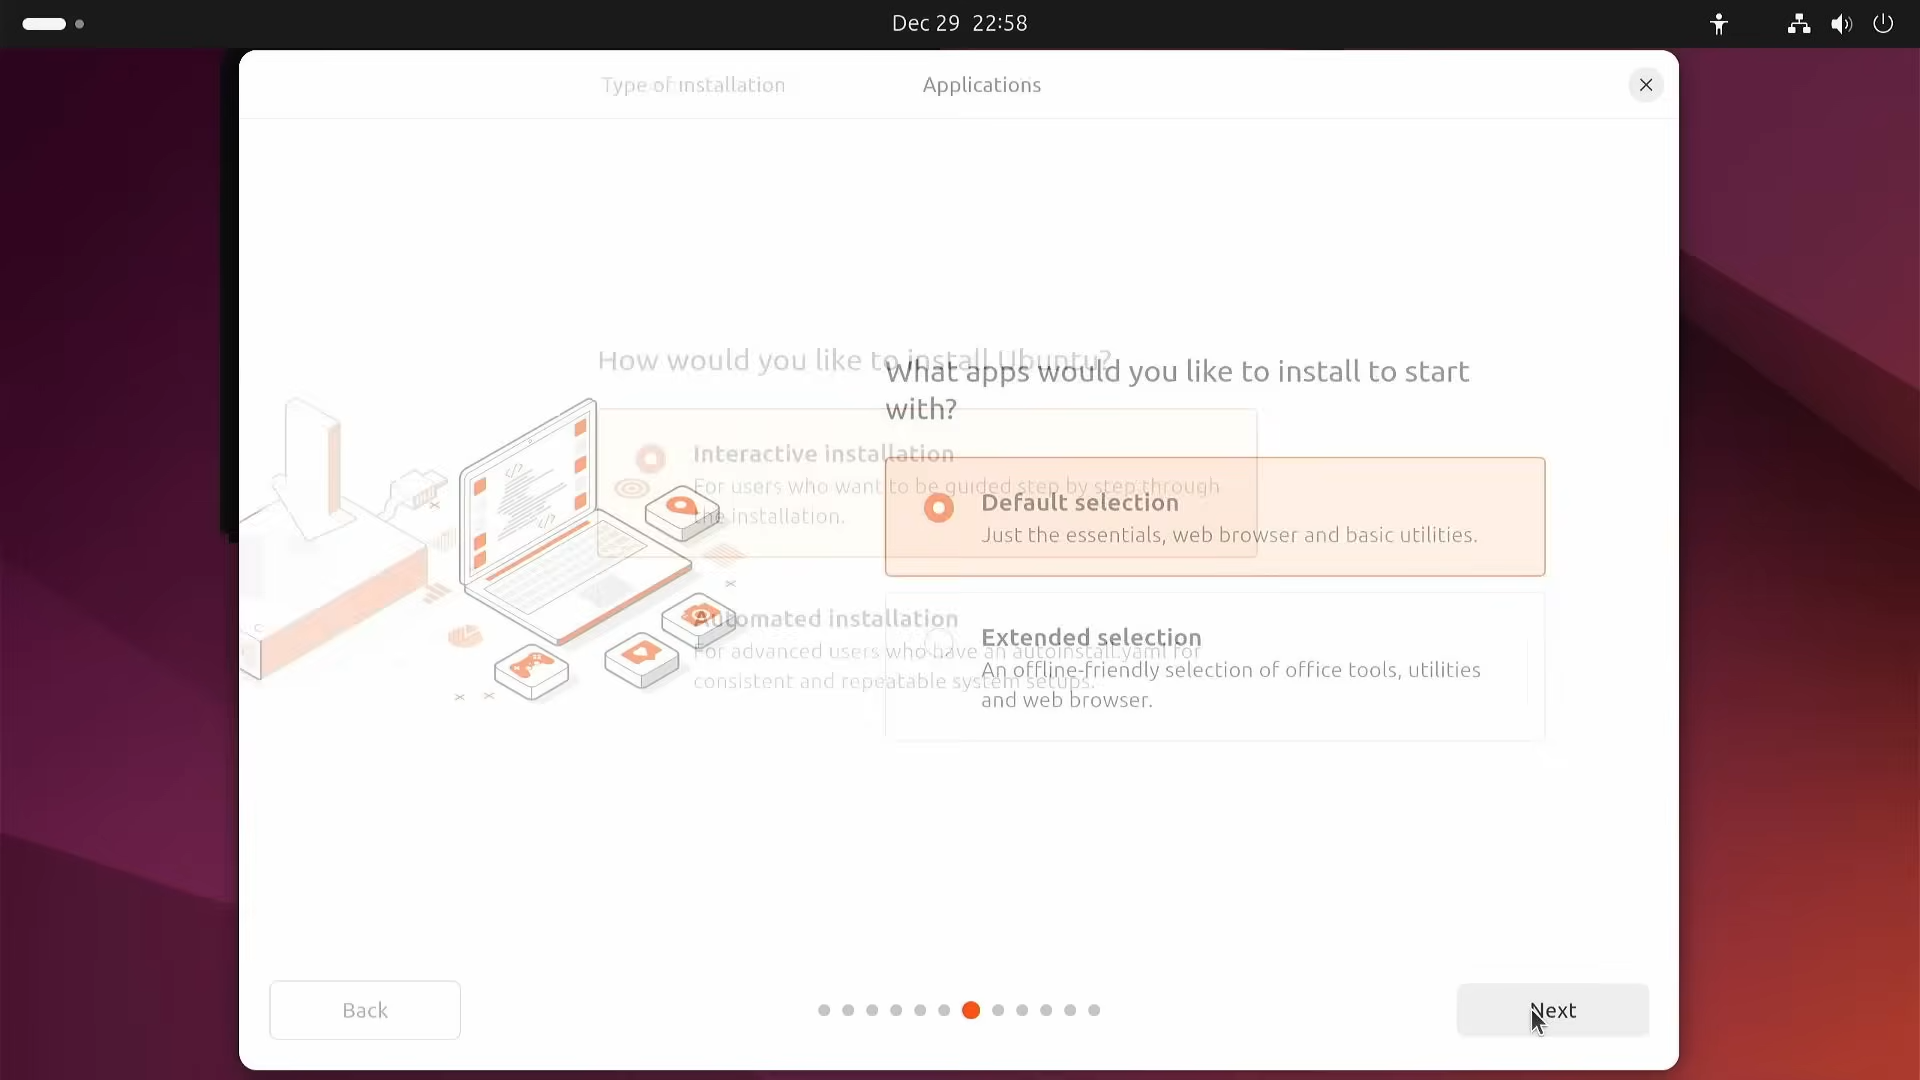 Dec 29 22:58
Type of installation
Applications
How would you like to install Ubuntu?
What apps would you like to install to start
with?
Interactive installation
For users who want to be guided step by step through
the installation.
Default selection
Just the essentials, web browser and basic utilities.
Automated installation
For advanced users who have an autoinstall.yaml for
consistent and repeatable system setups.
Extended selection
An offline-friendly selection of office tools, utilities
and web browser.
Back
Next